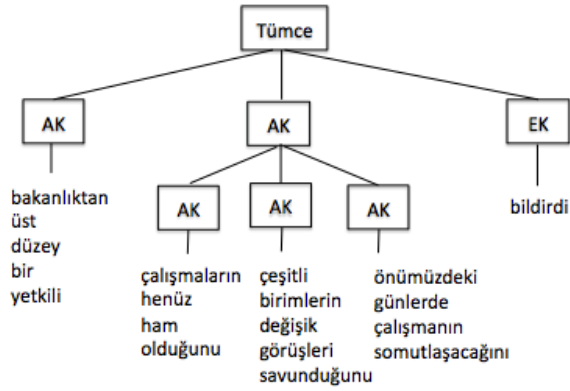 Tümce
AK
AK
EK
bakanlıktan
üst
düzey
bir
yetkili
AK
AK
AK
bildirdi
çalışmaların
henüz
ham
olduğunu
çeşitli
birimlerin
değişik
görüşleri
savunduğunu
önümüzdeki
günlerde
çalışmanın
somutlaşacağını